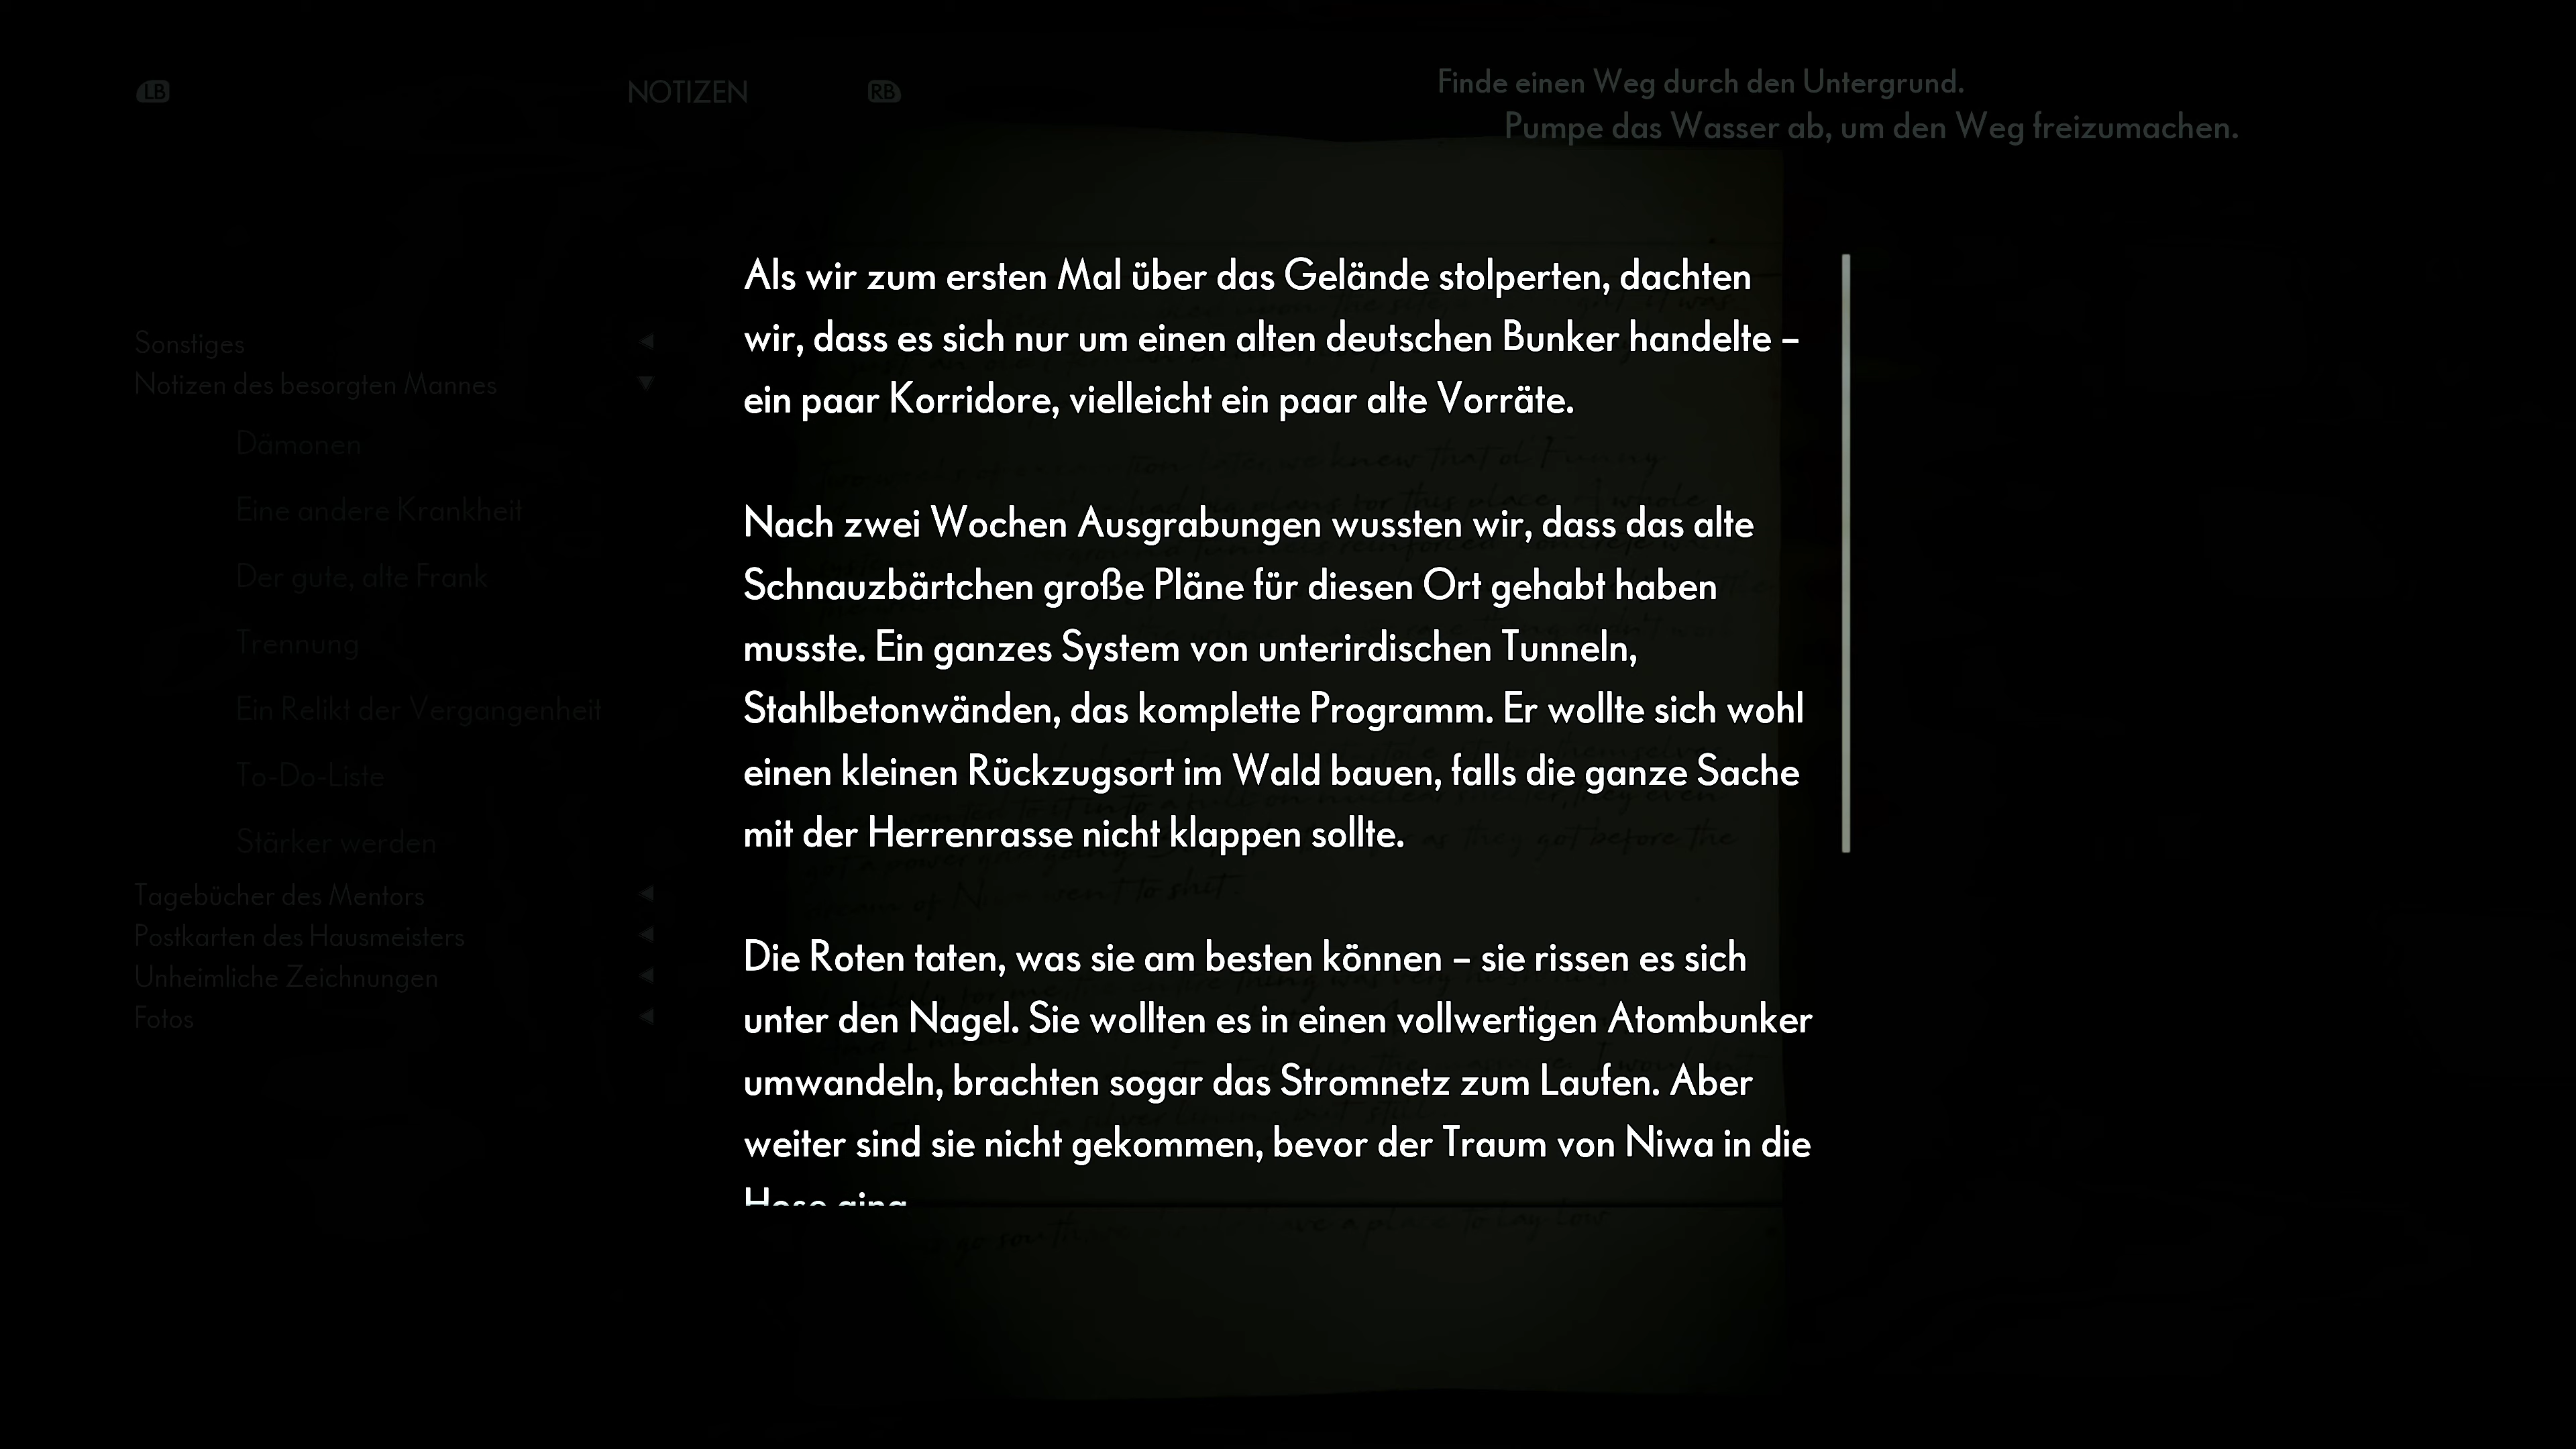 LB
NOTIZEN
RB
Finde einen Weg durch den Untergrund.
Pumpe das Wasser ab, um den Weg freizumachen.
Sonstiges
Notizen des besorgten Mannes
Dämonen
Eine andere Krankheit
Der gute, alte Frank
Trennung
Ein Relikt der Vergangenheit
To-Do-Liste
Stärker werden
Tagebücher des Mentors
Postkarten des Hausmeisters
Unheimliche Zeichnungen
Fotos
Als wir zum ersten Mal über das Gelände stolperten, dachten
wir, dass es sich nur um einen alten deutschen Bunker handelte –
ein paar Korridore, vielleicht ein paar alte Vorräte.
Nach zwei Wochen Ausgrabungen wussten wir, dass das alte
Schnauzbärtchen große Pläne für diesen Ort gehabt haben
musste. Ein ganzes System von unterirdischen Tunneln,
Stahlbetonwänden, das komplette Programm. Er wollte sich wohl
einen kleinen Rückzugsort im Wald bauen, falls die ganze Sache
mit der Herrenrasse nicht klappen sollte.
Die Roten taten, was sie am besten können – sie rissen es sich
unter den Nagel. Sie wollten es in einen vollwertigen Atombunker
umwandeln, brachten sogar das Stromnetz zum Laufen. Aber
weiter sind sie nicht gekommen, bevor der Traum von Niwa in die
Hose ging